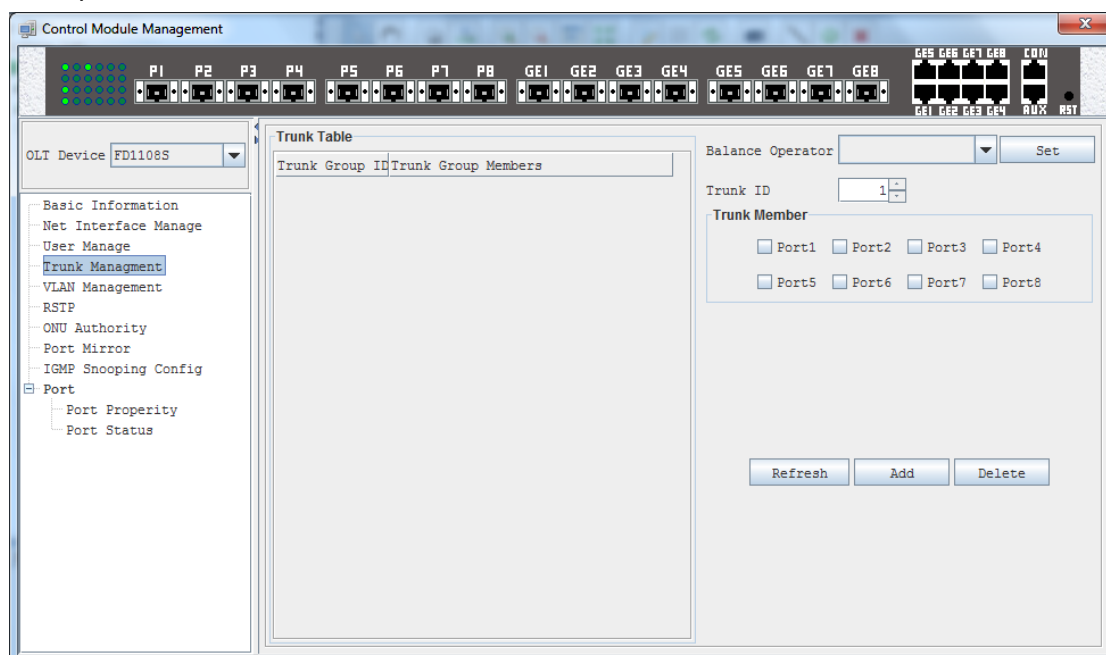 Control Module Management
GE5 GE6 GE7 GE8 CON
P1 P2 P3 P4 P5 P6 P7 P8 GE1 GE2 GE3 GE4 GE5 GE6 GE7 GE8
GE1 GE2 GE3 GE4 AUX RST
OLT Device FD1108S
Basic Information
Net Interface Manage
User Manage
Trunk Managment
VLAN Management
RSTP
ONU Authority
Port Mirror
IGMP Snooping Config
Port
Port Properity
Port Status
Trunk Table
Trunk Group ID Trunk Group Members
Balance Operator Set
Trunk ID 1
Trunk Member
Port1 Port2 Port3 Port4
Port5 Port6 Port7 Port8
Refresh Add Delete